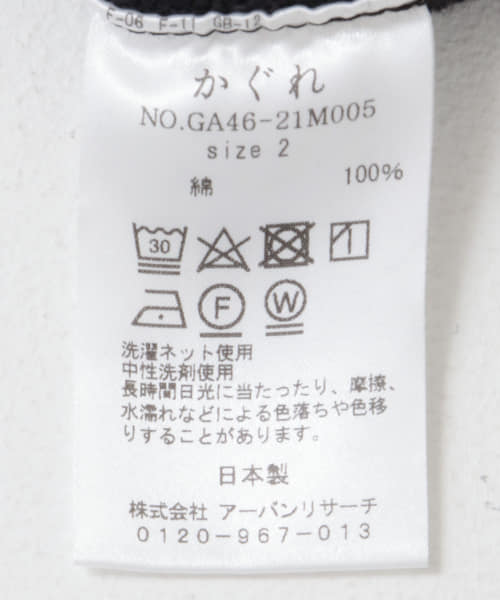 F-06 F-11 GB-12
かぐれ
NO.GA46-21M005
size 2
綿 100%
30
F W
洗濯ネット使用
中性洗剤使用
長時間日光に当たったり、摩擦、
水濡れなどによる色落ちや色移
りすることがあります。
日本製
株式会社 アーバンリサーチ
0120-967-013